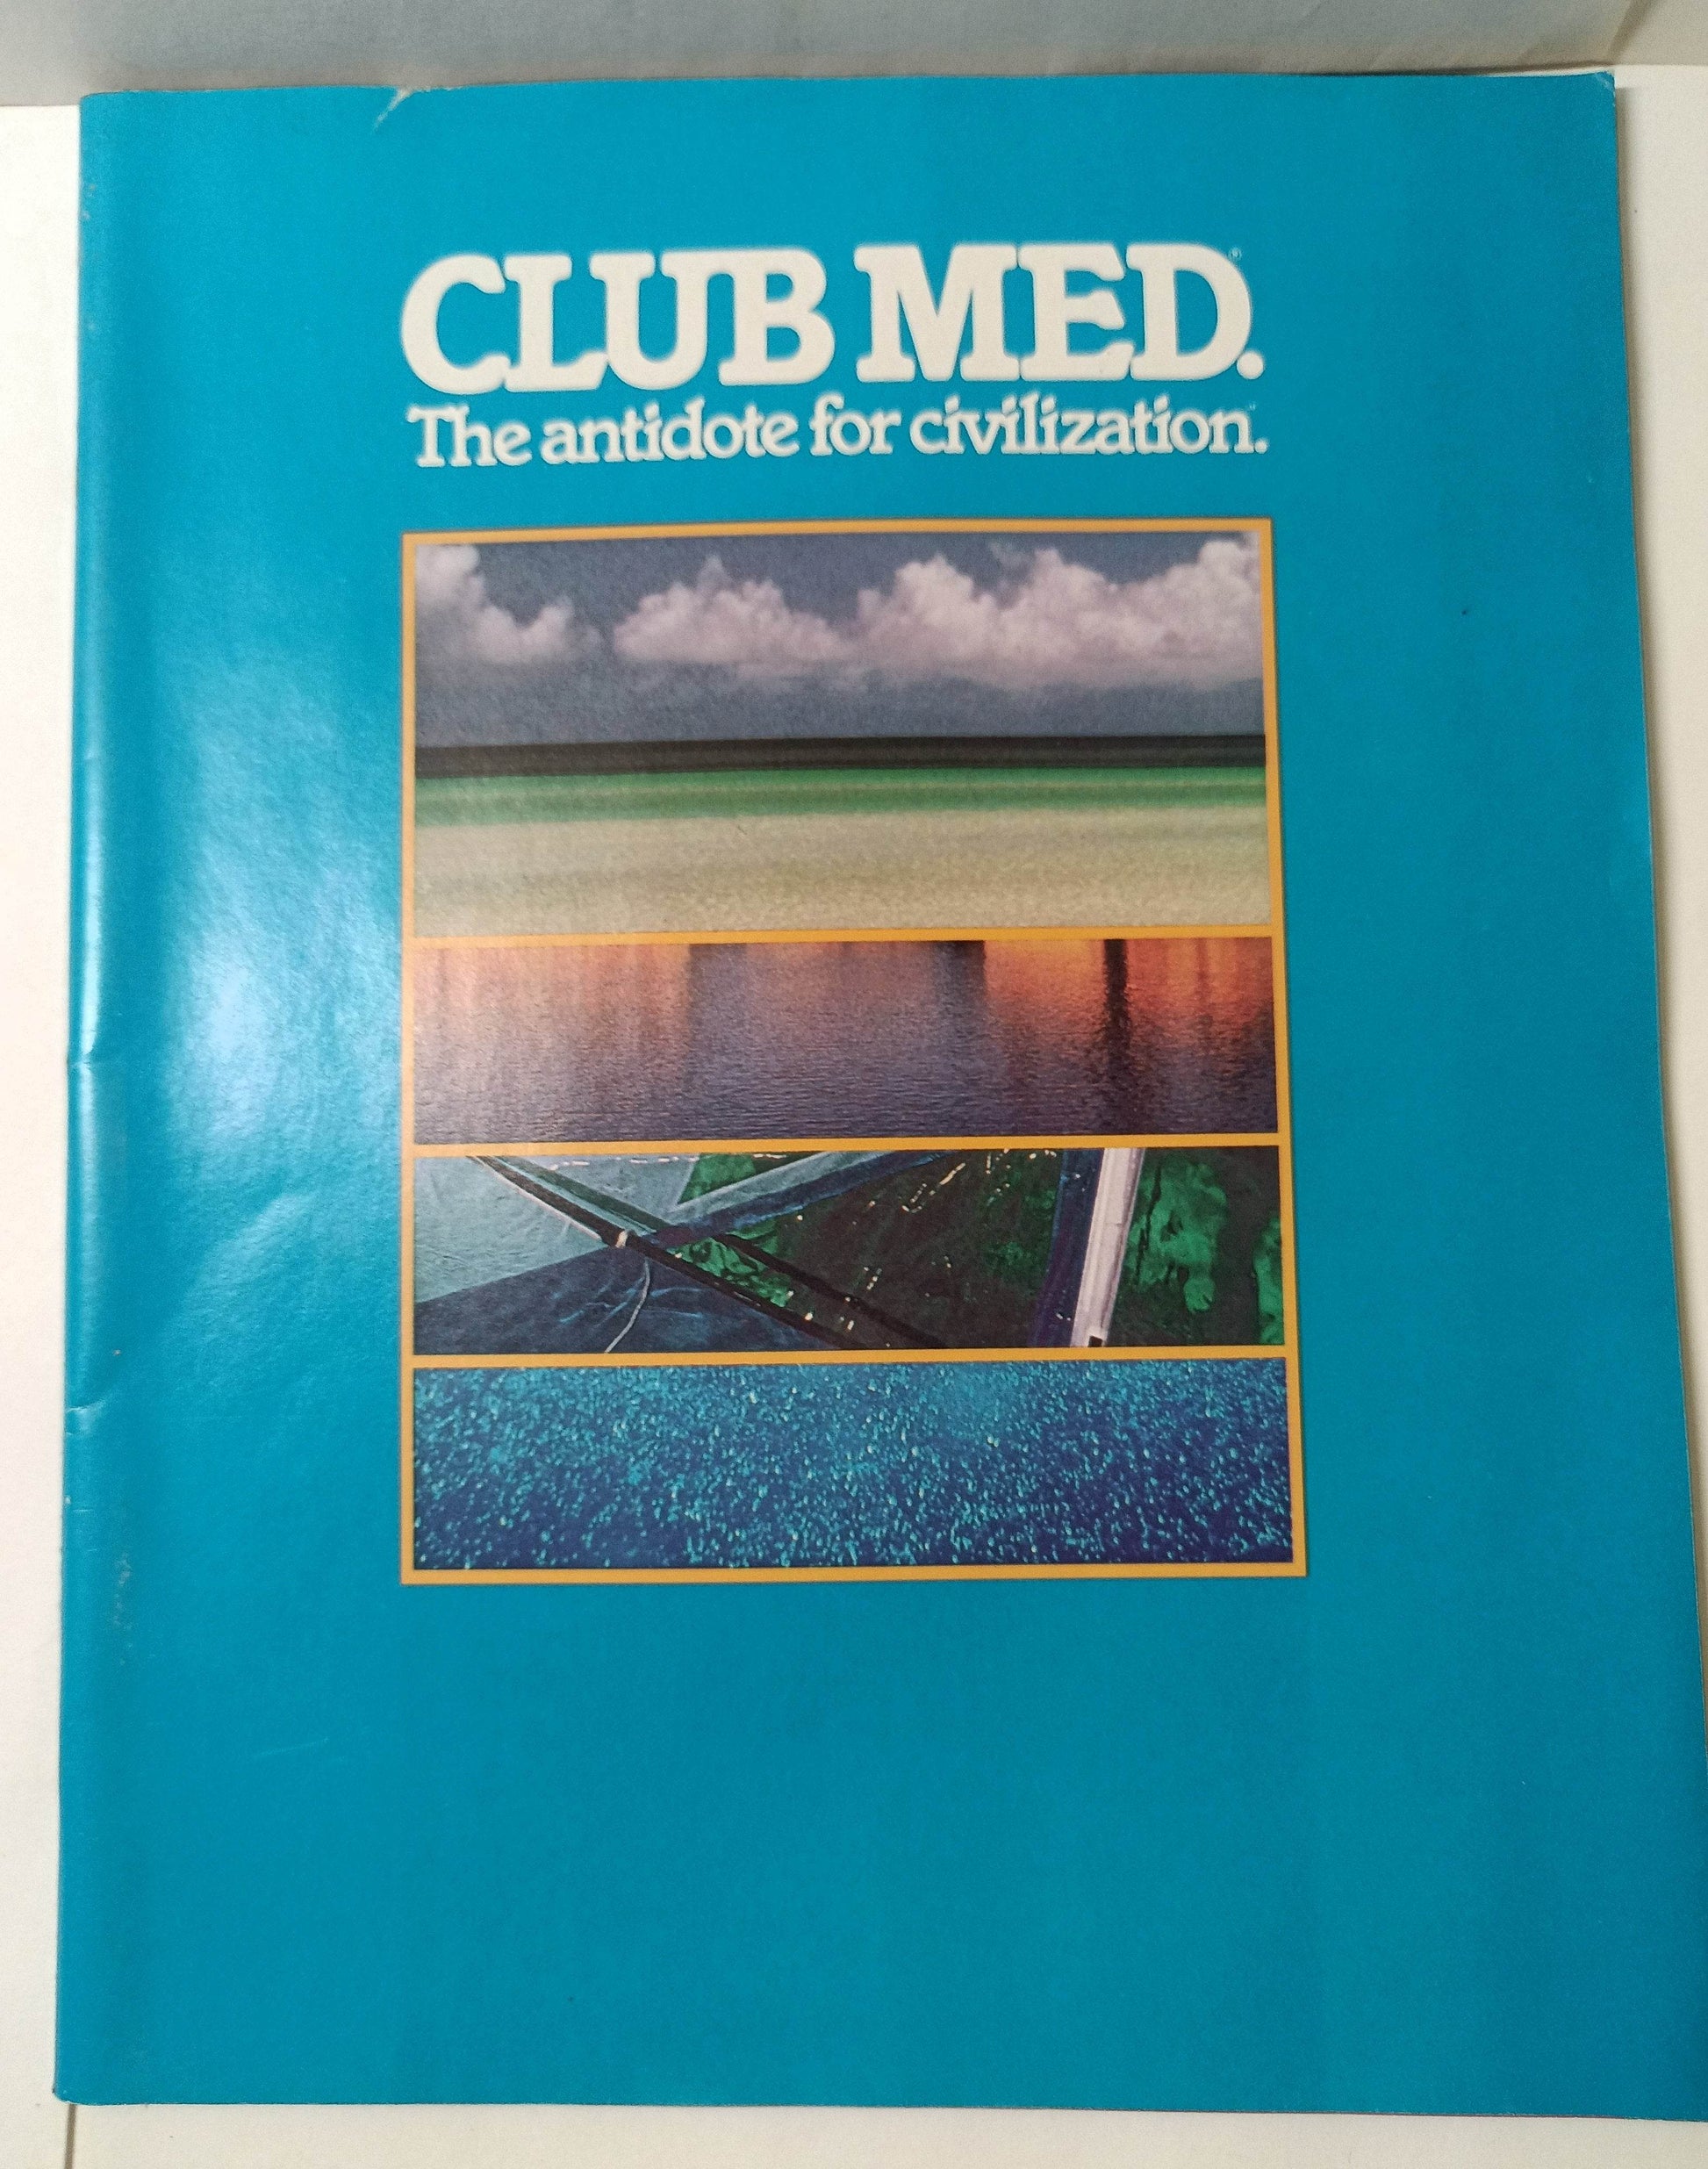 CLUB MED.®
The antidote for civilization.